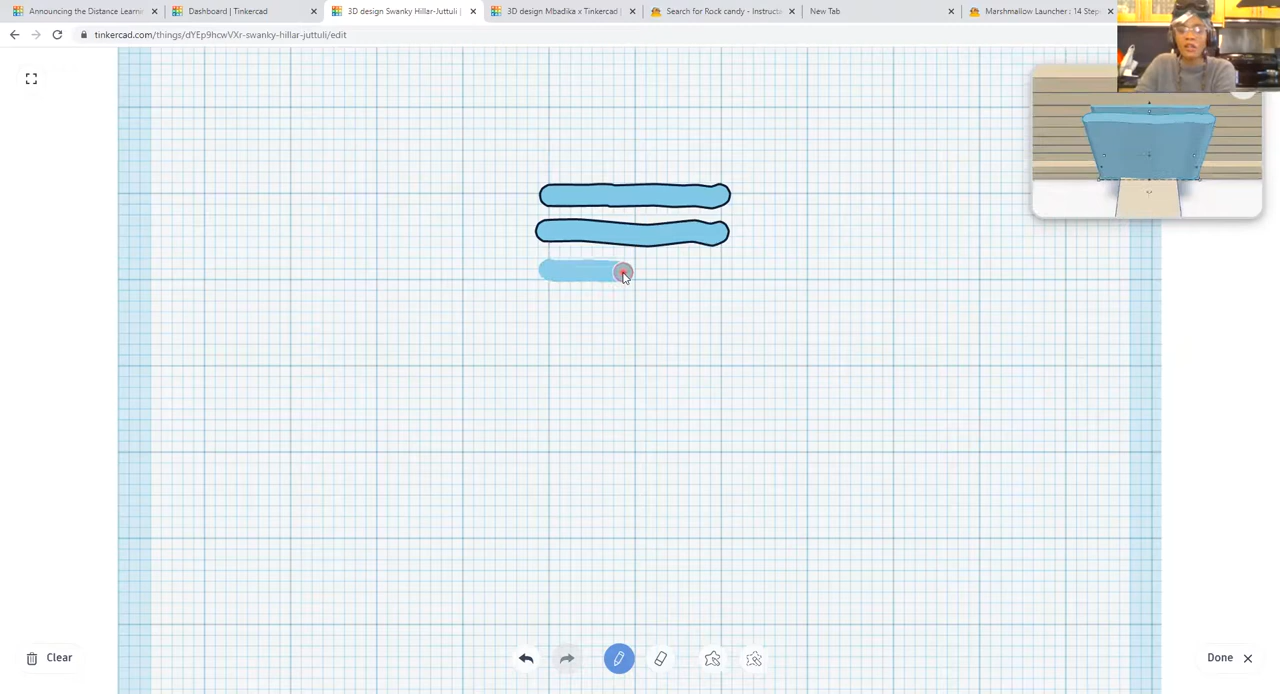 Announcing the Distance Learni
Dashboard | Tinkercad
3D design Swanky Hillar-Juttuli |
3D design Mbadika x Tinkercad |
Search for Rock candy - Instructa
New Tab
Marshmallow Launcher : 14 Steps
tinkercad.com/things/dYEp9hcwVXr-swanky-hillar-juttuli/edit
Clear
Done